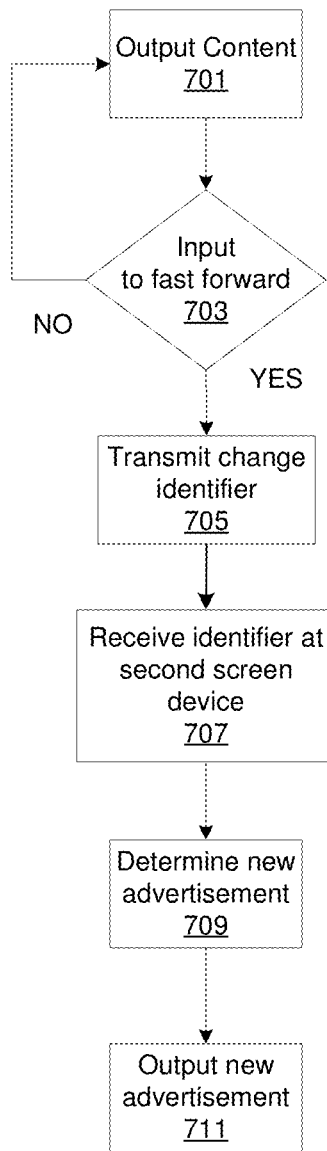 Output Content
701
Input
to fast forward
703
NO
YES
Transmit change
identifier
705
Receive identifier at
second screen
device
707
Determine new
advertisement
709
Output new
advertisement
711